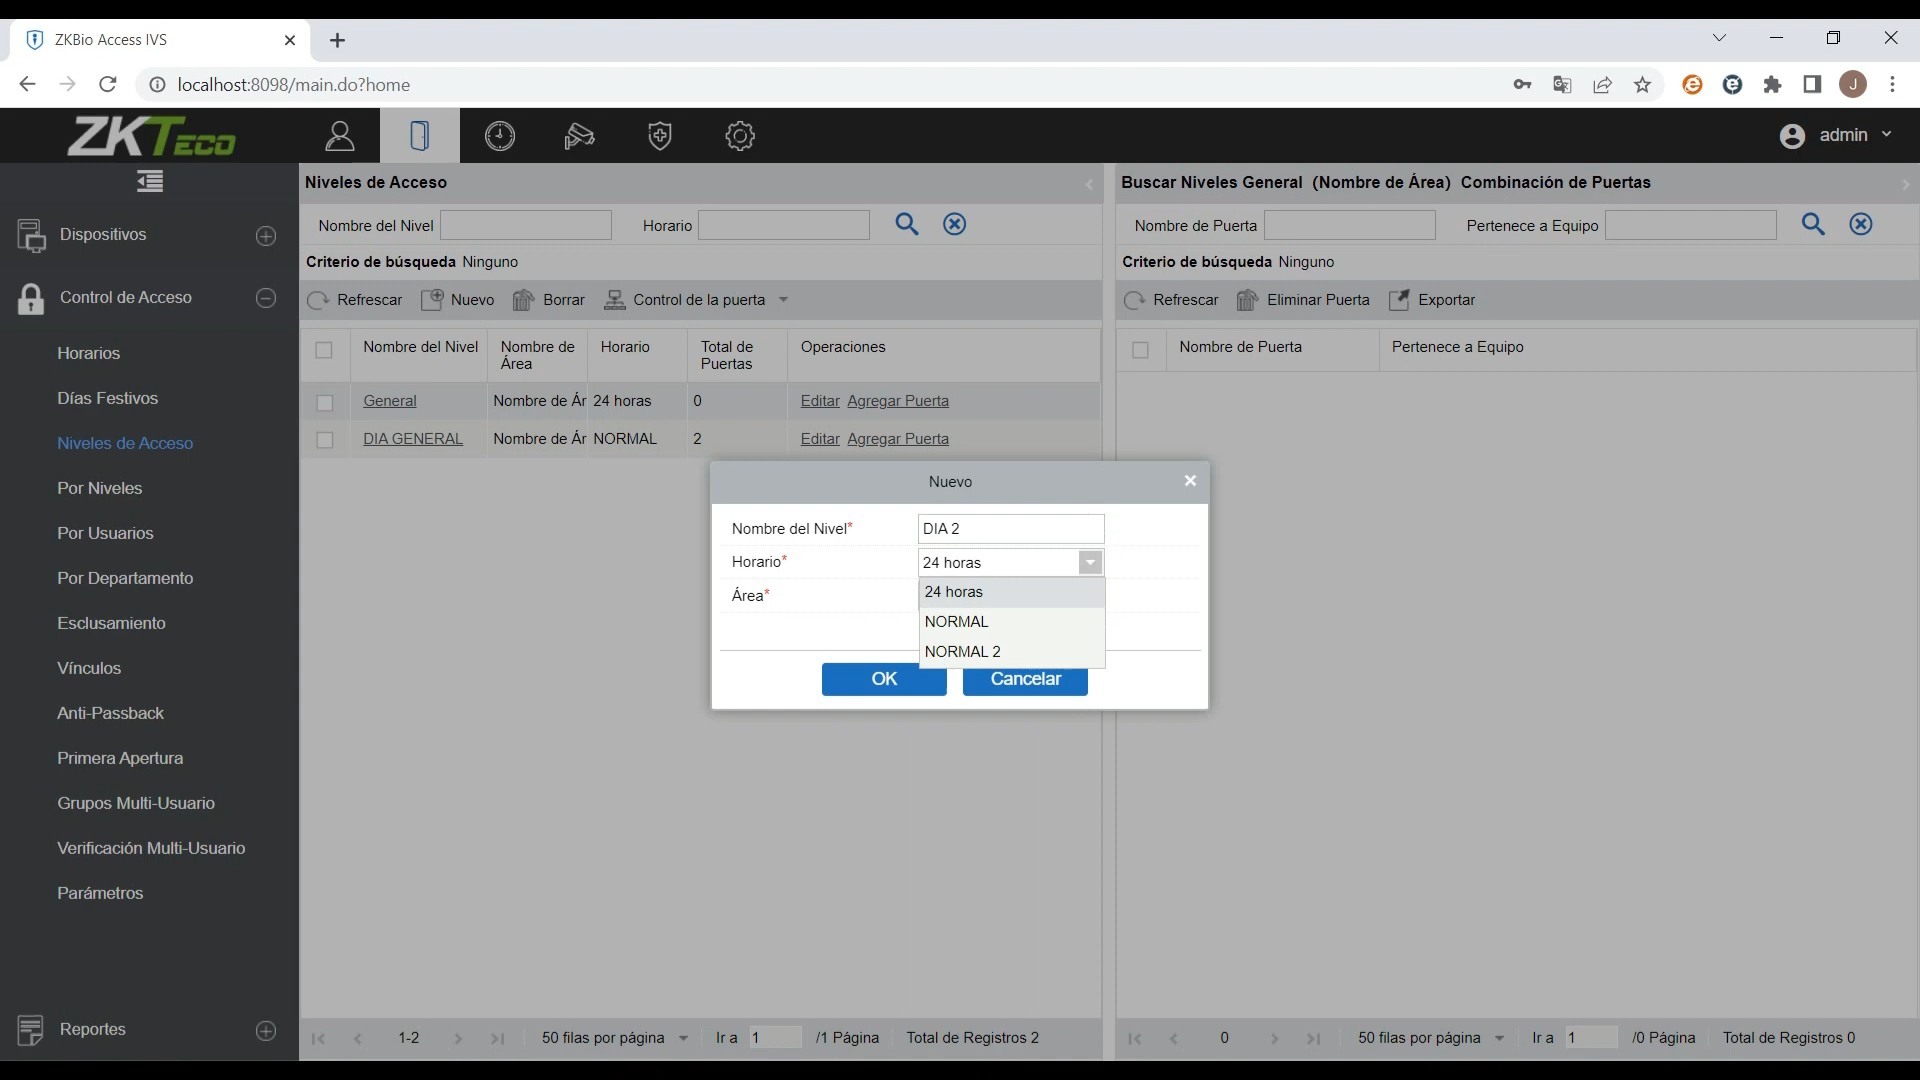 ZKBio Access IVS
localhost:8098/main.do?home
J
ZKTECO
admin
Dispositivos
Control de Acceso
Horarios
Días Festivos
Niveles de Acceso
Por Niveles
Por Usuarios
Por Departamento
Esclusamiento
Vínculos
Anti-Passback
Primera Apertura
Grupos Multi-Usuario
Verificación Multi-Usuario
Parámetros
Reportes
Niveles de Acceso
Nombre del Nivel Horario
Criterio de búsqueda Ninguno
Refrescar Nuevo Borrar Control de la puerta
Nombre del Nivel Nombre de Área Horario Total de Puertas Operaciones
General Nombre de Ár 24 horas 0 Editar Agregar Puerta
DIA GENERAL Nombre de Ár NORMAL 2 Editar Agregar Puerta
1-2 50 filas por página Ir a 1 /1 Página Total de Registros 2
Buscar Niveles General (Nombre de Área) Combinación de Puertas
Nombre de Puerta Pertenece a Equipo
Criterio de búsqueda Ninguno
Refrescar Eliminar Puerta Exportar
Nombre de Puerta Pertenece a Equipo
0 50 filas por página Ir a 1 /0 Página Total de Registros 0
Nuevo
Nombre del Nivel* DIA 2
Horario* 24 horas
Área*
24 horas
NORMAL
NORMAL 2
OK Cancelar